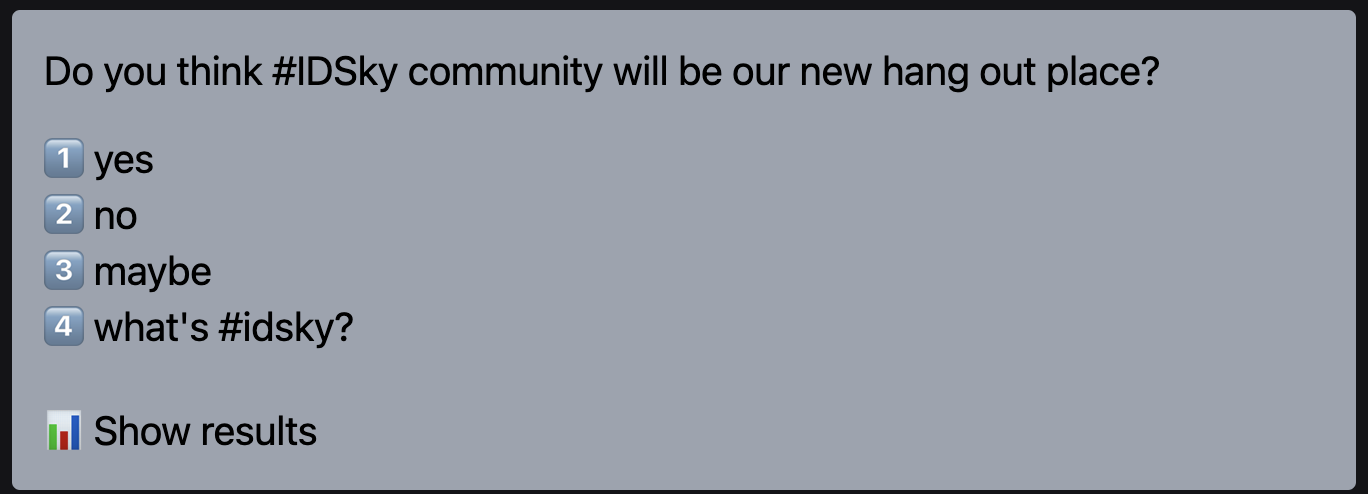 Do you think #IDSky community will be our new hang out place?
1️⃣ yes
2️⃣ no
3️⃣ maybe
4️⃣ what's #idsky?
📊 Show results